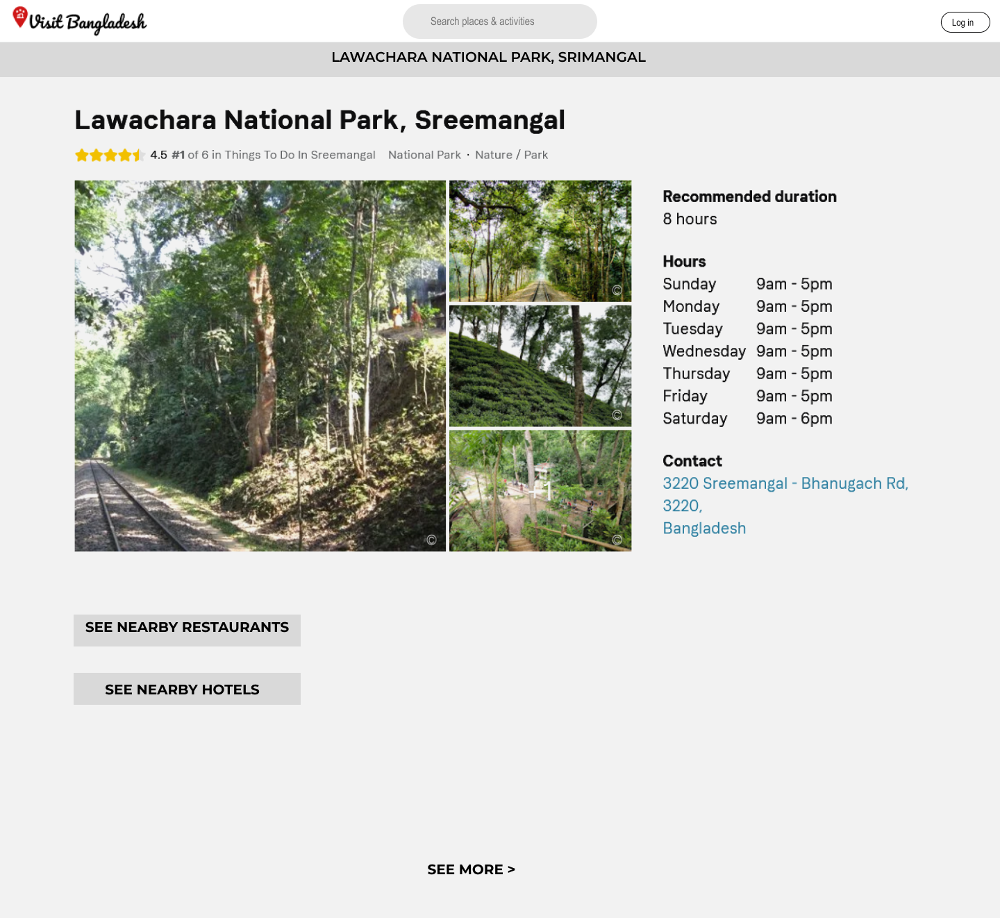 Visit Bangladesh
Search places & activities
Log in
LAWACHARA NATIONAL PARK, SRIMANGAL
Lawachara National Park, Sreemangal
4.5 #1 of 6 in Things To Do In Sreemangal National Park · Nature / Park
Recommended duration
8 hours
Hours
Sunday 9am - 5pm
Monday 9am - 5pm
Tuesday 9am - 5pm
Wednesday 9am - 5pm
Thursday 9am - 5pm
Friday 9am - 5pm
Saturday 9am - 6pm
Contact
3220 Sreemangal - Bhanugach Rd,
3220,
Bangladesh
©
©
©
+1
©
SEE NEARBY RESTAURANTS
SEE NEARBY HOTELS
SEE MORE >